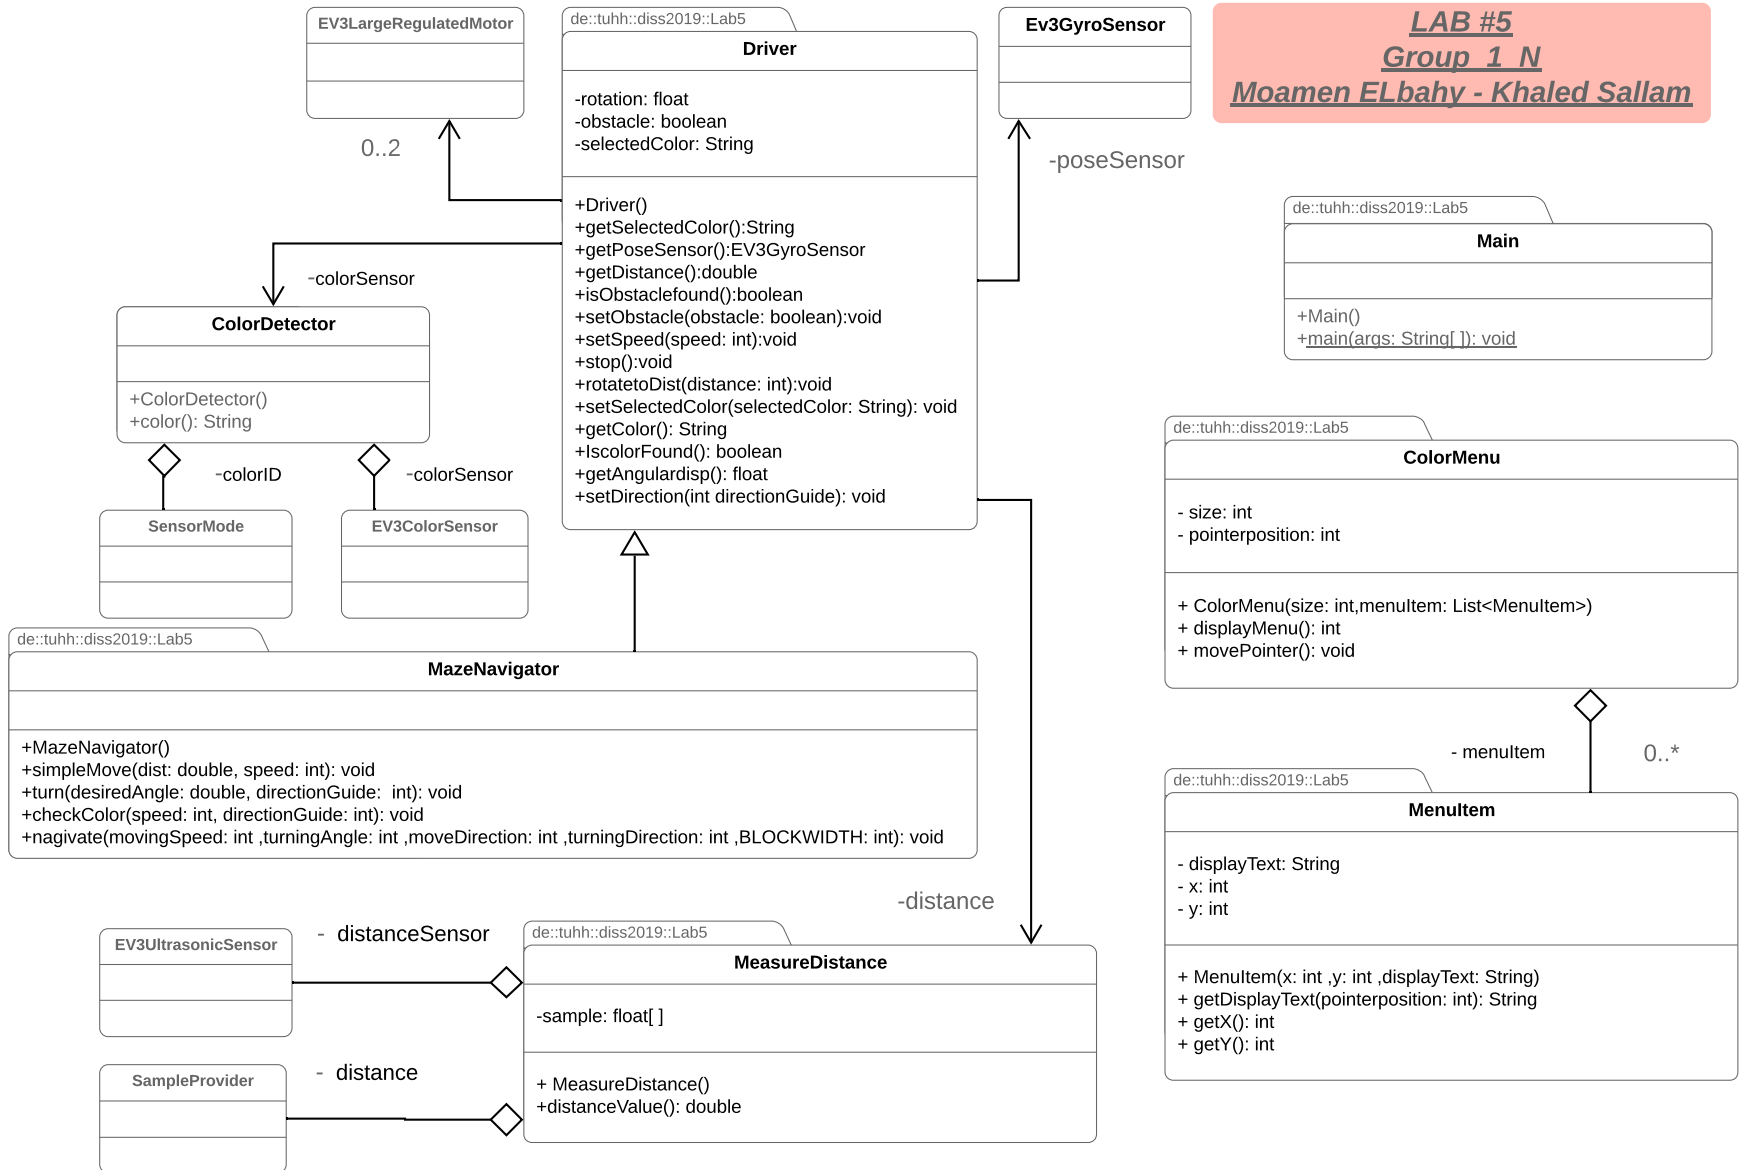 EV3LargeRegulatedMotor
0..2
de::tuhh::diss2019::Lab5
Driver
-rotation: float
-obstacle: boolean
-selectedColor: String
+Driver()
+getSelectedColor():String
+getPoseSensor():EV3GyroSensor
+getDistance():double
+isObstaclefound():boolean
+setObstacle(obstacle: boolean):void
+setSpeed(speed: int):void
+stop():void
+rotatetoDist(distance: int):void
+setSelectedColor(selectedColor: String): void
+getColor(): String
+IscolorFound(): boolean
+getAngulardisp(): float
+setDirection(int directionGuide): void
Ev3GyroSensor
-poseSensor
LAB #5
Group_1_N
Moamen ELbahy - Khaled Sallam
de::tuhh::diss2019::Lab5
Main
+Main()
+main(args: String[ ]): void
-colorSensor
ColorDetector
+ColorDetector()
+color(): String
-colorID
-colorSensor
SensorMode
EV3ColorSensor
de::tuhh::diss2019::Lab5
ColorMenu
- size: int
- pointerposition: int
+ ColorMenu(size: int,menuItem: List<MenuItem>)
+ displayMenu(): int
+ movePointer(): void
- menuItem
0..*
de::tuhh::diss2019::Lab5
MenuItem
- displayText: String
- x: int
- y: int
+ MenuItem(x: int ,y: int ,displayText: String)
+ getDisplayText(pointerposition: int): String
+ getX(): int
+ getY(): int
de::tuhh::diss2019::Lab5
MazeNavigator
+MazeNavigator()
+simpleMove(dist: double, speed: int): void
+turn(desiredAngle: double, directionGuide:  int): void
+checkColor(speed: int, directionGuide: int): void
+nagivate(movingSpeed: int ,turningAngle: int ,moveDirection: int ,turningDirection: int ,BLOCKWIDTH: int): void
-distance
EV3UltrasonicSensor
- distanceSensor
SampleProvider
- distance
de::tuhh::diss2019::Lab5
MeasureDistance
-sample: float[ ]
+ MeasureDistance()
+distanceValue(): double